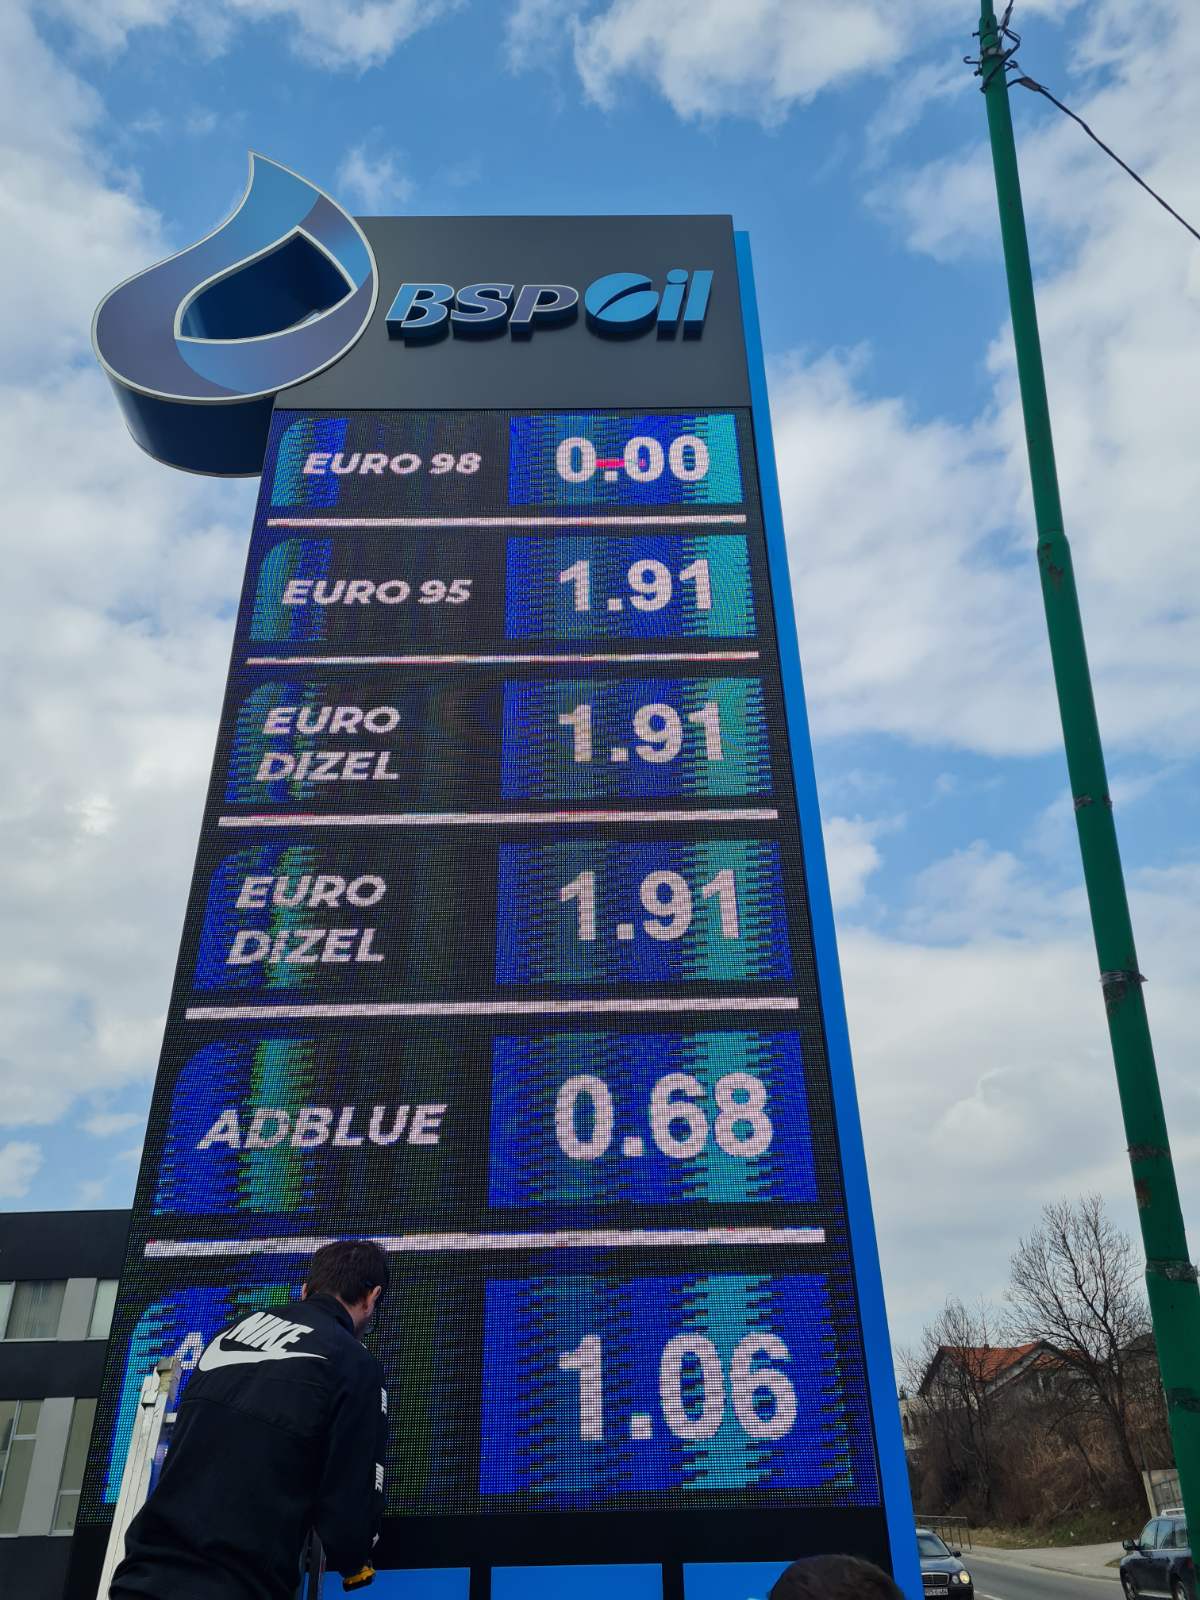 BSP Oil
EURO 98 0.00
EURO 95 1.91
EURO
DIZEL
1.91
EURO
DIZEL
1.91
ADBLUE 0.68
1.06
NIKE